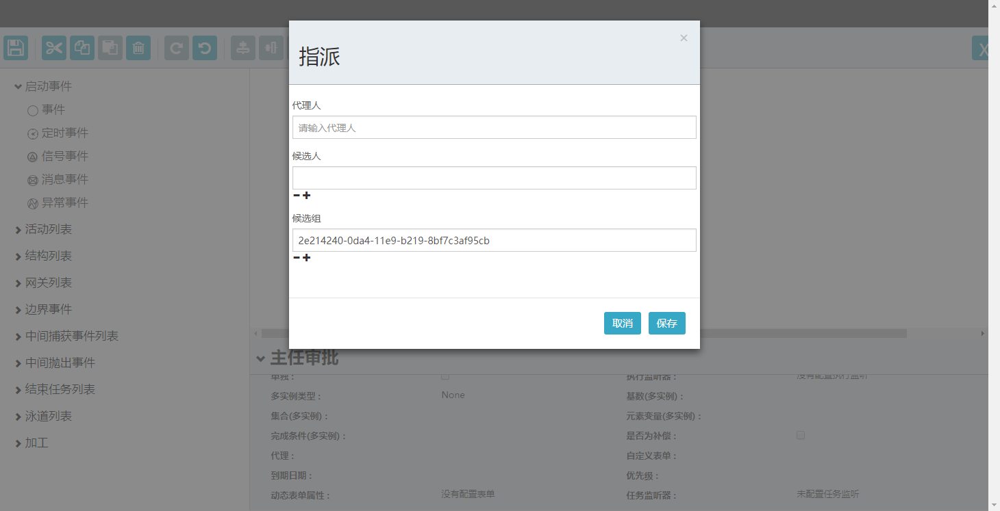 指派
×
代理人
请输入代理人
候选人
候选组
2e214240-0da4-11e9-b219-8bf7c3af95cb
取消
保存
X
启动事件
事件
定时事件
信号事件
消息事件
异常事件
活动列表
结构列表
网关列表
边界事件
中间捕获事件列表
中间抛出事件
结束任务列表
泳道列表
加工
主任审批
单独：
执行监听器：
没有配置执行监听
多实例类型：
None
基数(多实例)：
集合(多实例)：
元素变量(多实例)：
完成条件(多实例)：
是否为补偿：
代理：
自定义表单：
到期日期：
优先级：
动态表单属性：
没有配置表单
任务监听器：
未配置任务监听